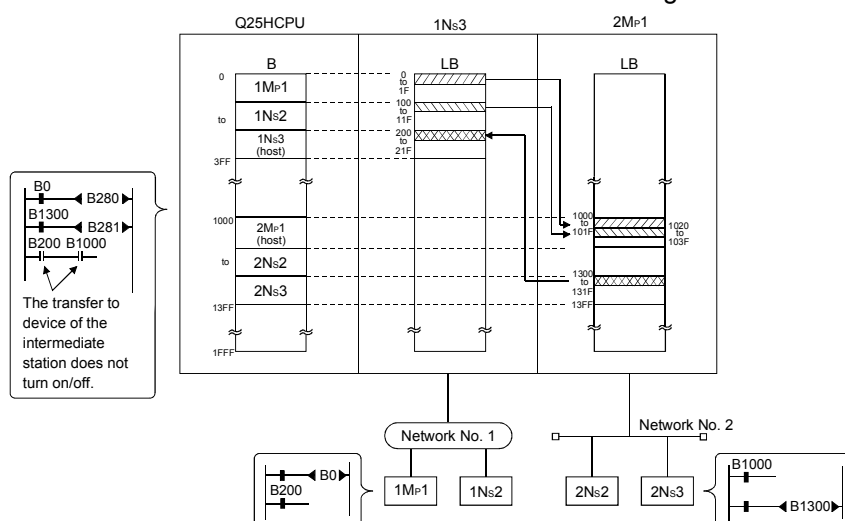 Q25HCPU
1Ns3
2MP1
B
LB
LB
0
1MP1
to
1Ns2
1Ns3
(host)
3FF
1000
2MP1
(host)
to
2Ns2
2Ns3
13FF
1FFF
0
to
1F
100
to
11F
200
to
21F
1000
to
101F
1020
to
103F
1300
to
131F
13FF
B0
B280
B1300
B281
B200 B1000
The transfer to
device of the
intermediate
station does not
turn on/off.
Network No. 1
Network No. 2
B0
B200
1MP1
1Ns2
2Ns2
2Ns3
B1000
B1300